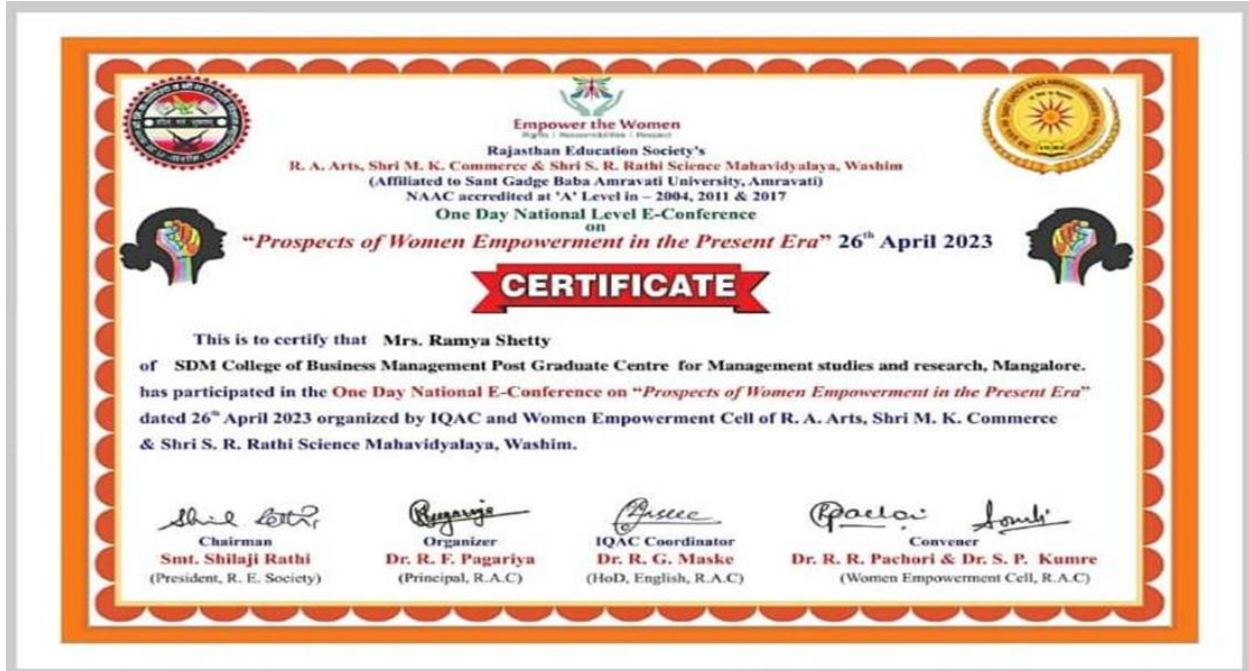 Empower the Women
Rights | Responsibilities | Respect
Rajasthan Education Society's
R. A. Arts, Shri M. K. Commerce & Shri S. R. Rathi Science Mahavidyalaya, Washim
(Affiliated to Sant Gadge Baba Amravati University, Amravati)
NAAC accredited at 'A' Level in – 2004, 2011 & 2017
One Day National Level E-Conference
on
“Prospects of Women Empowerment in the Present Era” 26th April 2023
CERTIFICATE
This is to certify that Mrs. Ramya Shetty
of SDM College of Business Management Post Graduate Centre for Management studies and research, Mangalore.
has participated in the One Day National E-Conference on “Prospects of Women Empowerment in the Present Era”
dated 26th April 2023 organized by IQAC and Women Empowerment Cell of R. A. Arts, Shri M. K. Commerce
& Shri S. R. Rathi Science Mahavidyalaya, Washim.
Chairman Organizer IQAC Coordinator Convener
Smt. Shilaji Rathi Dr. R. F. Pagariya Dr. R. G. Maske Dr. R. R. Pachori & Dr. S. P. Kumre
(President, R. E. Society) (Principal, R.A.C) (HoD, English, R.A.C) (Women Empowerment Cell, R.A.C)